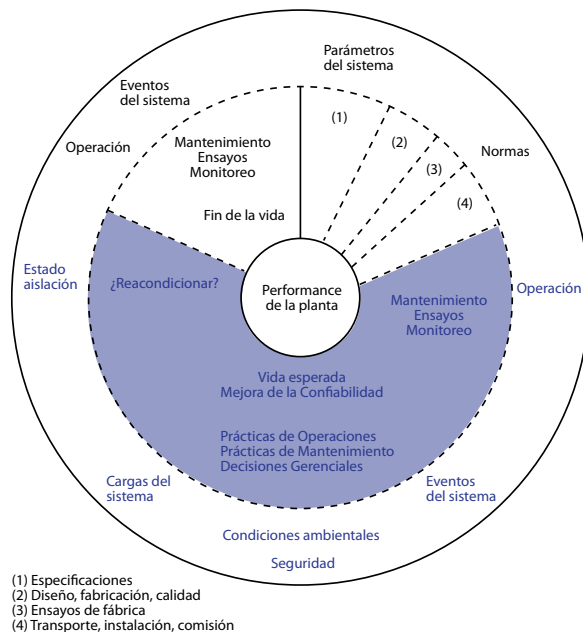 Parámetros
del sistema
Eventos
del sistema
(1)
(2)
(3)
(4)
Normas
Operación
Mantenimiento
Ensayos
Monitoreo
Fin de la vida
Estado
aislación
¿Reacondicionar?
Performance
de la planta
Operación
Mantenimiento
Ensayos
Monitoreo
Vida esperada
Mejora de la Confiabilidad
Prácticas de Operaciones
Prácticas de Mantenimiento
Decisiones Gerenciales
Cargas del
sistema
Eventos
del sistema
Condiciones ambientales
Seguridad
(1) Especificaciones
(2) Diseño, fabricación, calidad
(3) Ensayos de fábrica
(4) Transporte, instalación, comisión